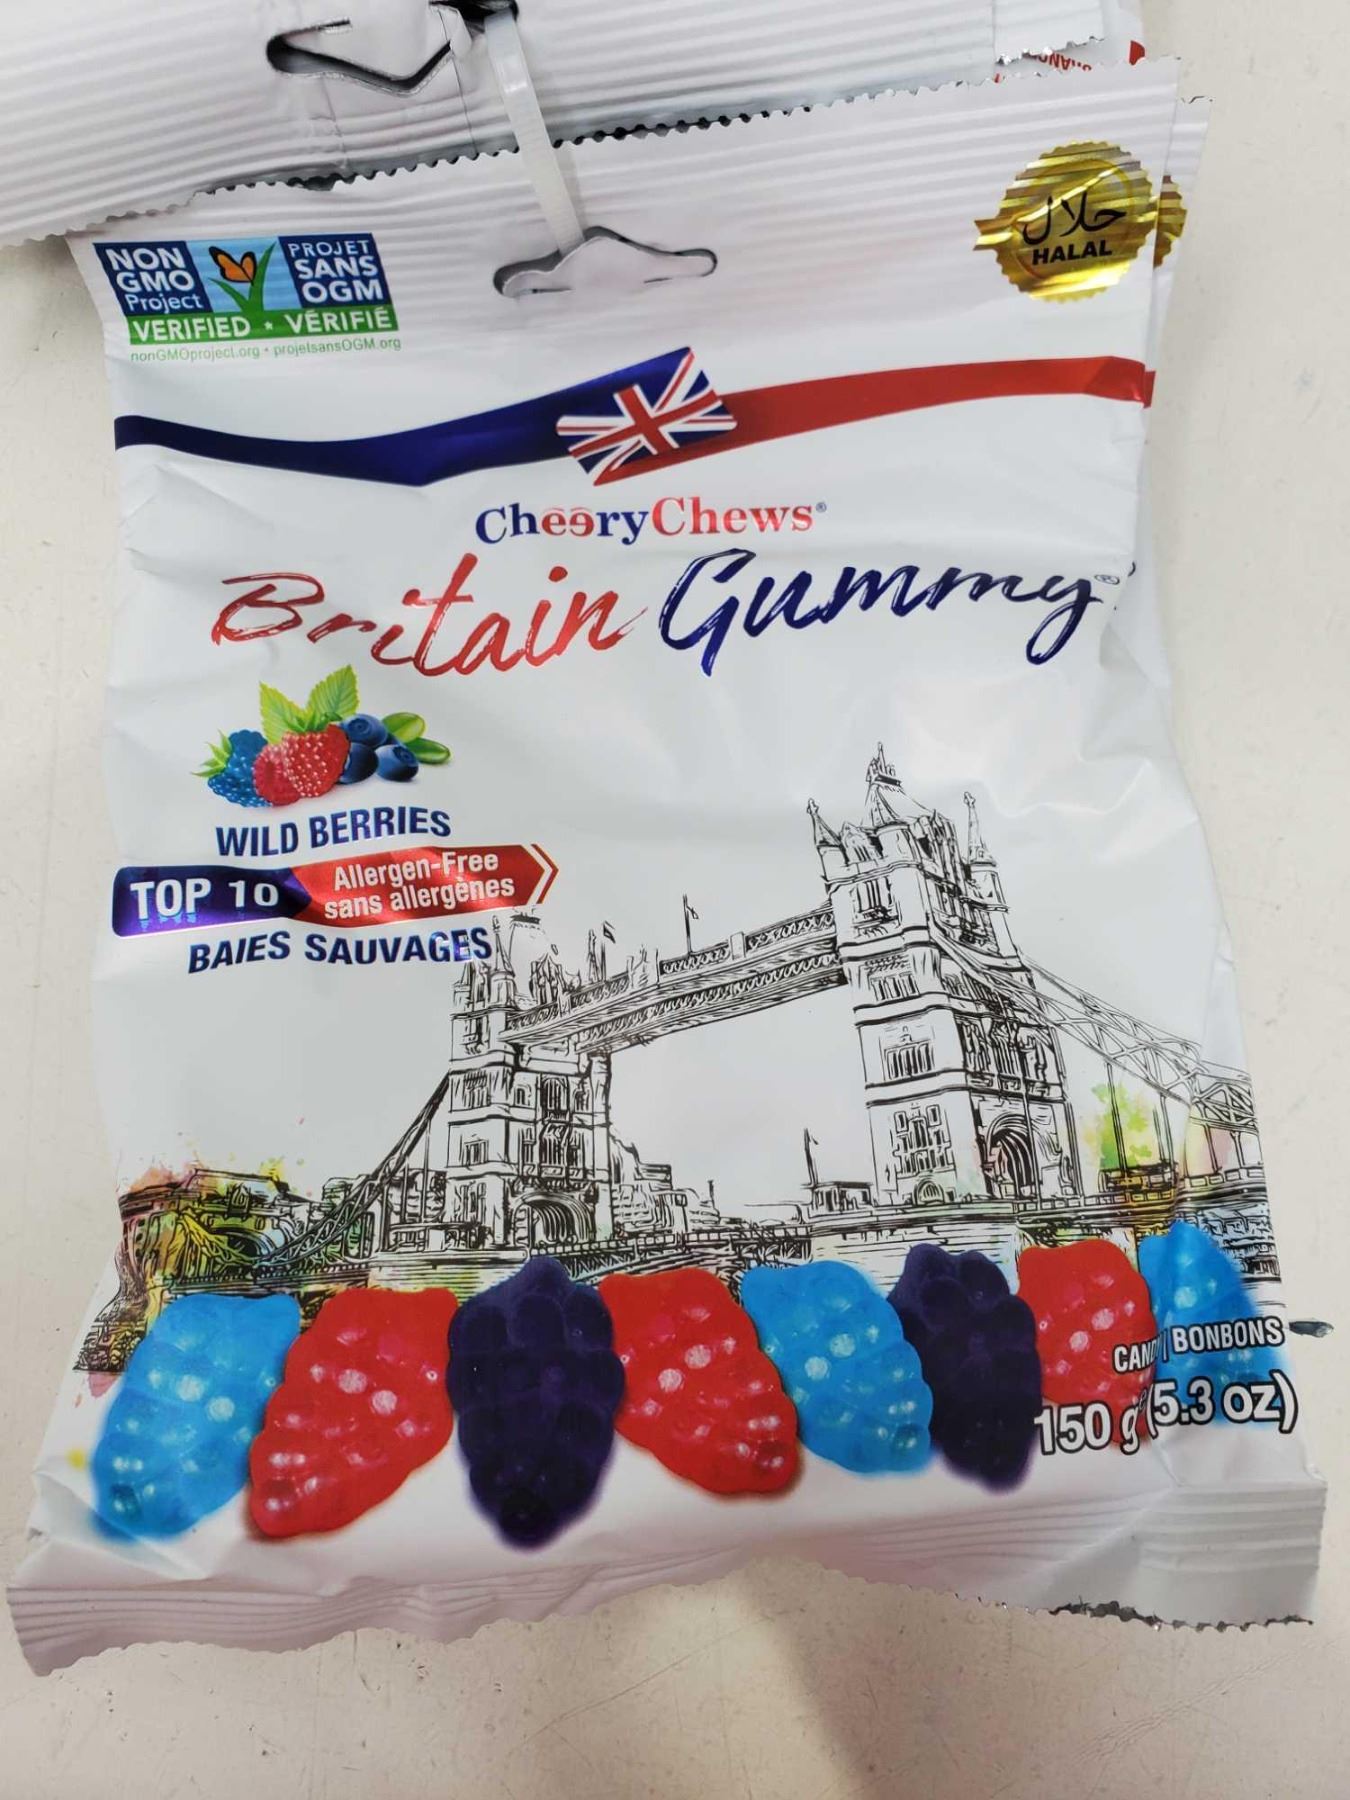 NON
GMO
Project
PROJET
SANS
OGM
VERIFIED • VÉRIFIÉ
nonGMOproject.org • projetsansOGM.org
حلال
HALAL
CheeryChews®
Britain Gummy®
WILD BERRIES
TOP 10
Allergen-Free
sans allergènes
BAIES SAUVAGES
CANDY | BONBONS
150 g (5.3 oz)